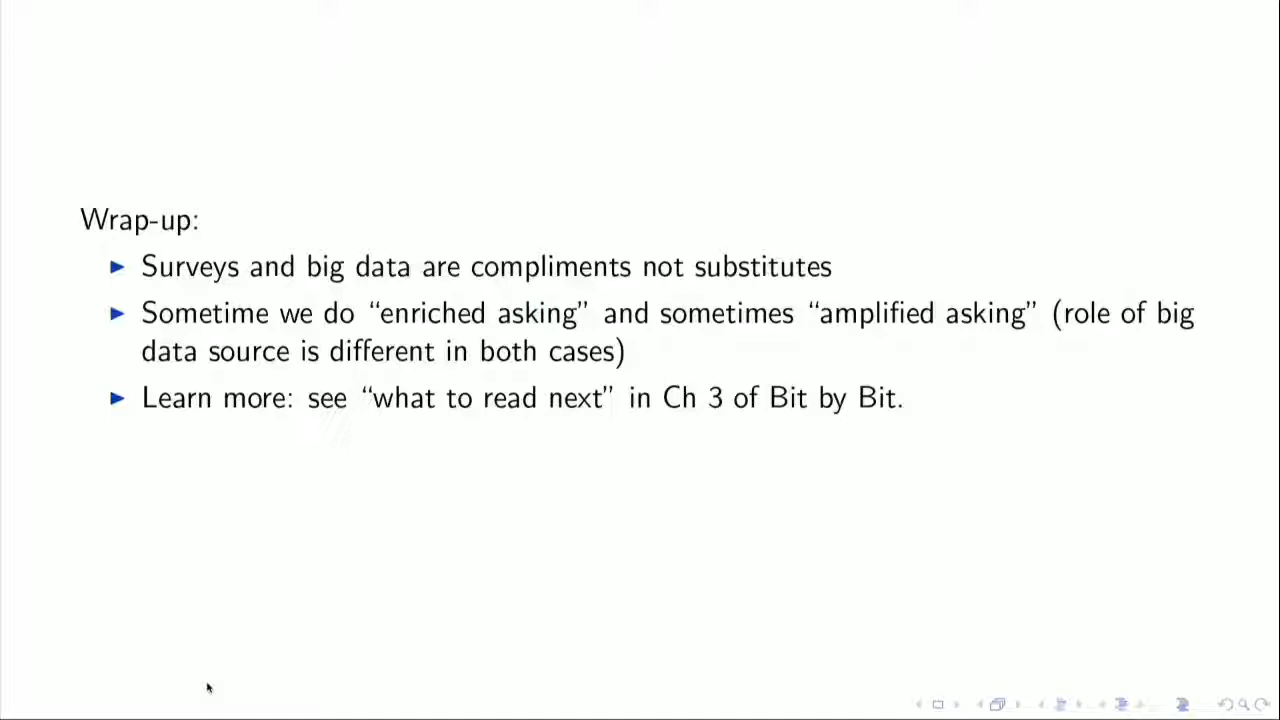 Wrap-up:
Surveys and big data are compliments not substitutes
Sometime we do “enriched asking” and sometimes “amplified asking” (role of big
data source is different in both cases)
Learn more: see “what to read next” in Ch 3 of Bit by Bit.